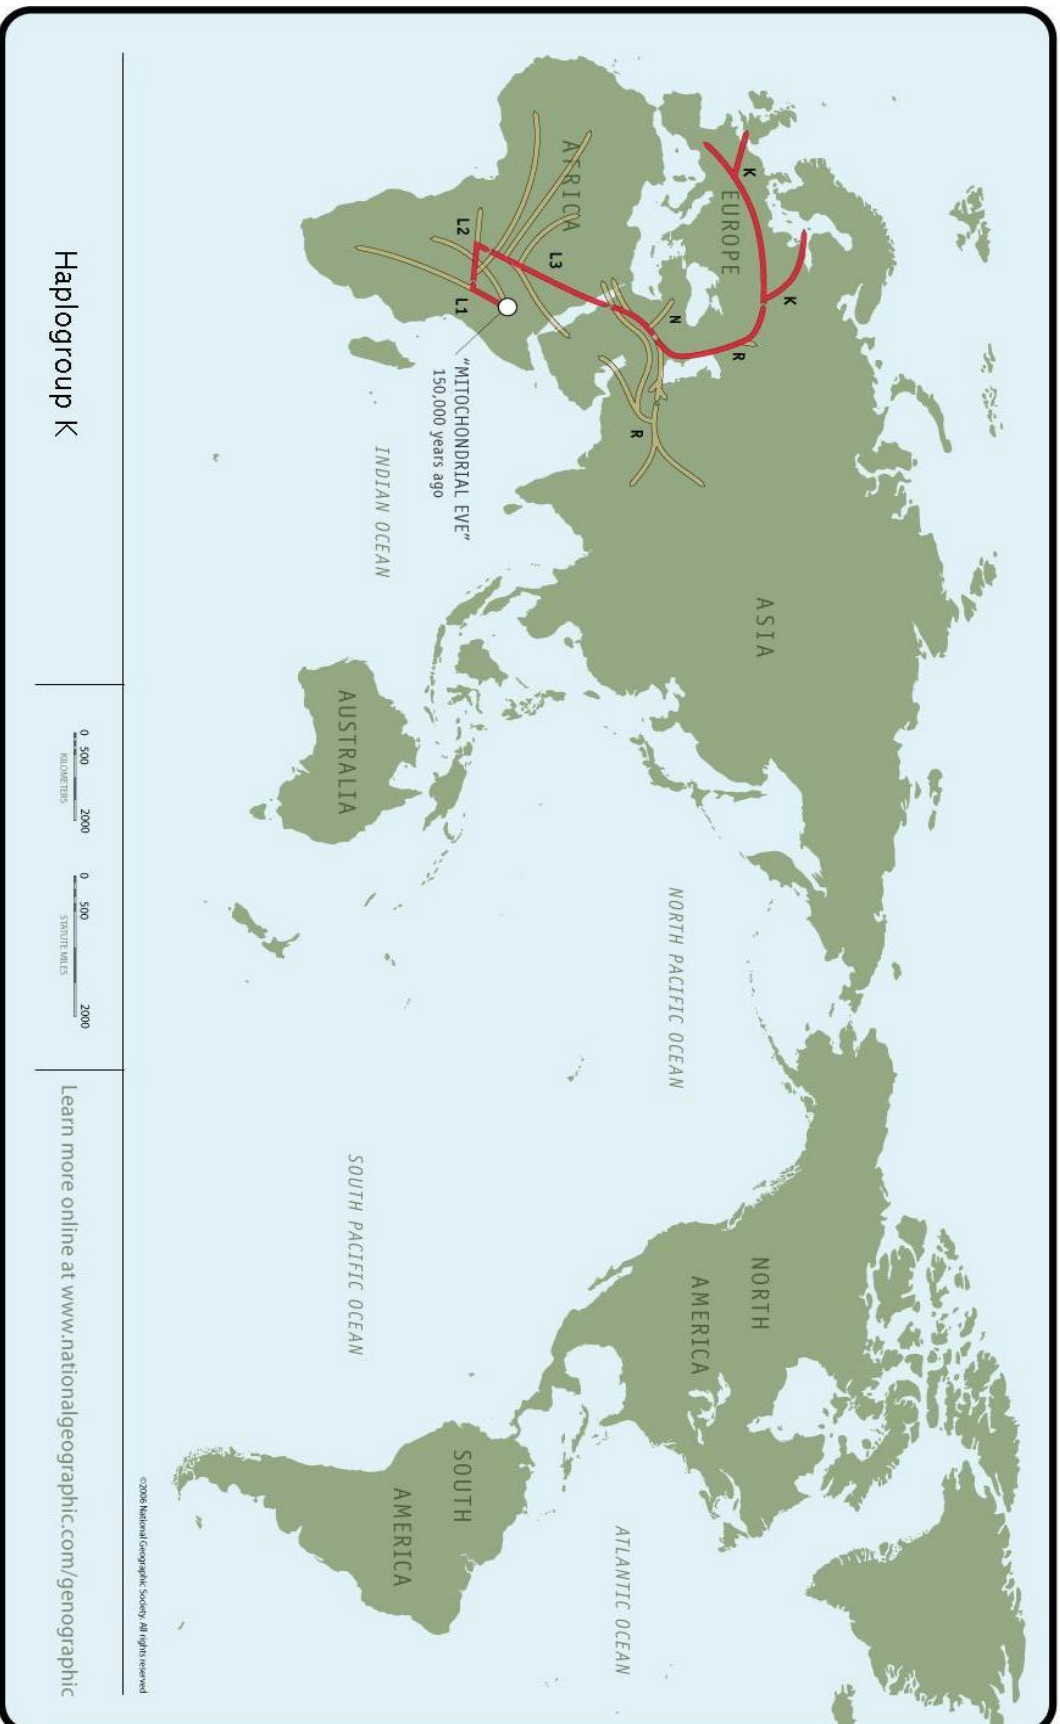 EUROPE
ASIA
NORTH
AMERICA
AFRICA
K
K
R
N
R
L3
L2
L1
"MITOCHONDRIAL EVE"
150,000 years ago
NORTH PACIFIC OCEAN
ATLANTIC OCEAN
INDIAN OCEAN
SOUTH PACIFIC OCEAN
SOUTH
AMERICA
AUSTRALIA
©2006 National Geographic Society. All rights reserved
Haplogroup K
0 500 2000
KILOMETERS
0 500 2000
STATUTE MILES
Learn more online at www.nationalgeographic.com/genographic